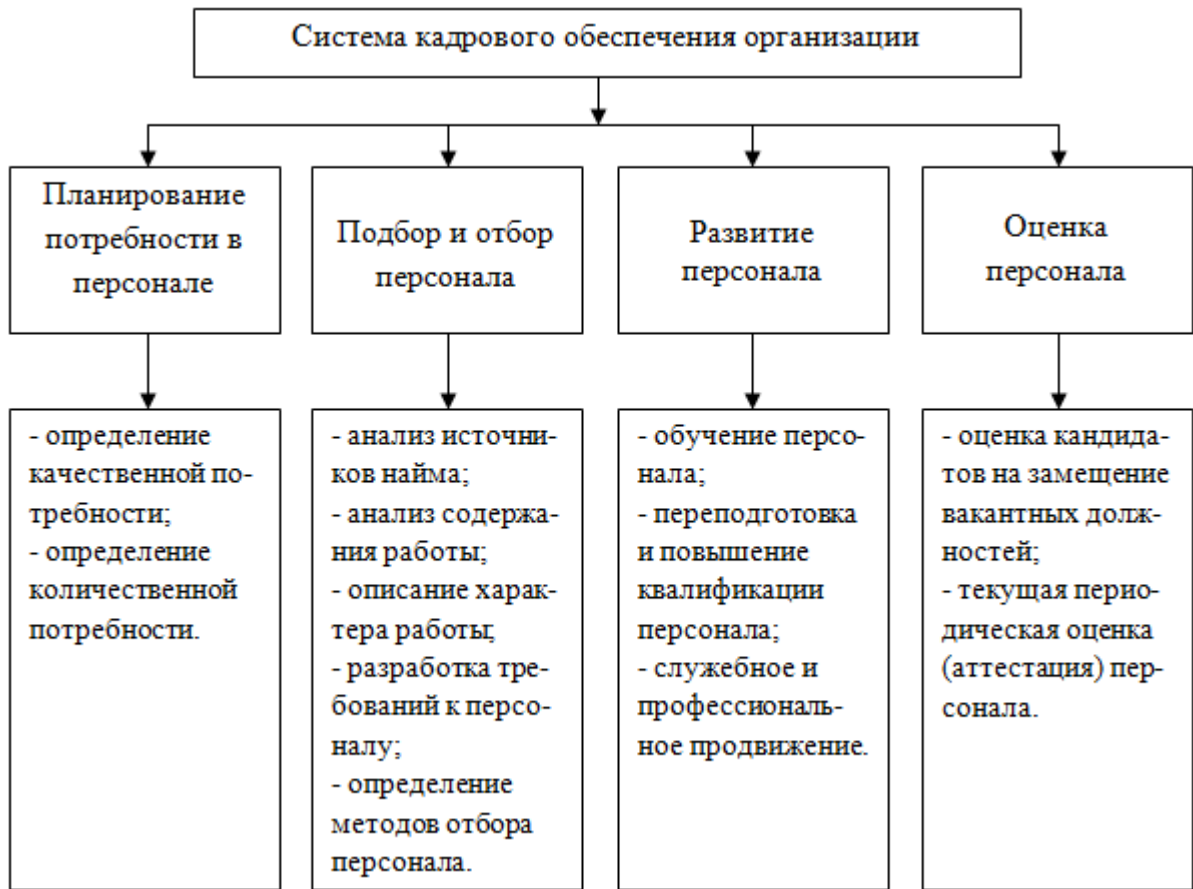 Система кадрового обеспечения организации
Планирование
потребности в
персонале
Подбор и отбор
персонала
Развитие
персонала
Оценка
персонала
- определение
качественной по-
требности;
- определение
количественной
потребности.
- анализ источни-
ков найма;
- анализ содержа-
ния работы;
- описание харак-
тера работы;
- разработка тре-
бований к персо-
налу;
- определение
методов отбора
персонала.
- обучение персо-
нала;
- переподготовка
и повышение
квалификации
персонала;
- служебное и
профессиональ-
ное продвижение.
- оценка кандида-
тов на замещение
вакантных долж-
ностей;
- текущая перио-
дическая оценка
(аттестация) пер-
сонала.